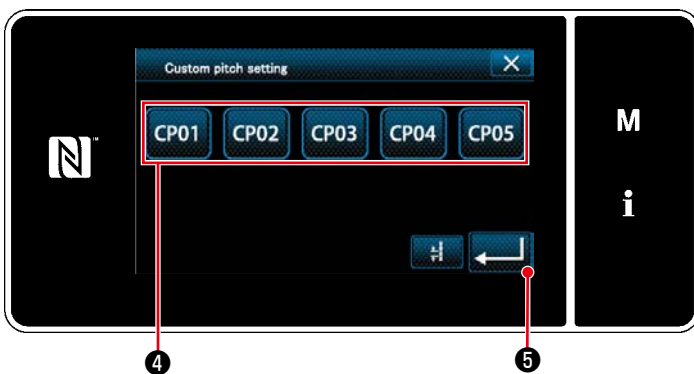 Custom pitch setting
CP01 CP02 CP03 CP04 CP05
M
i
❹ ❺